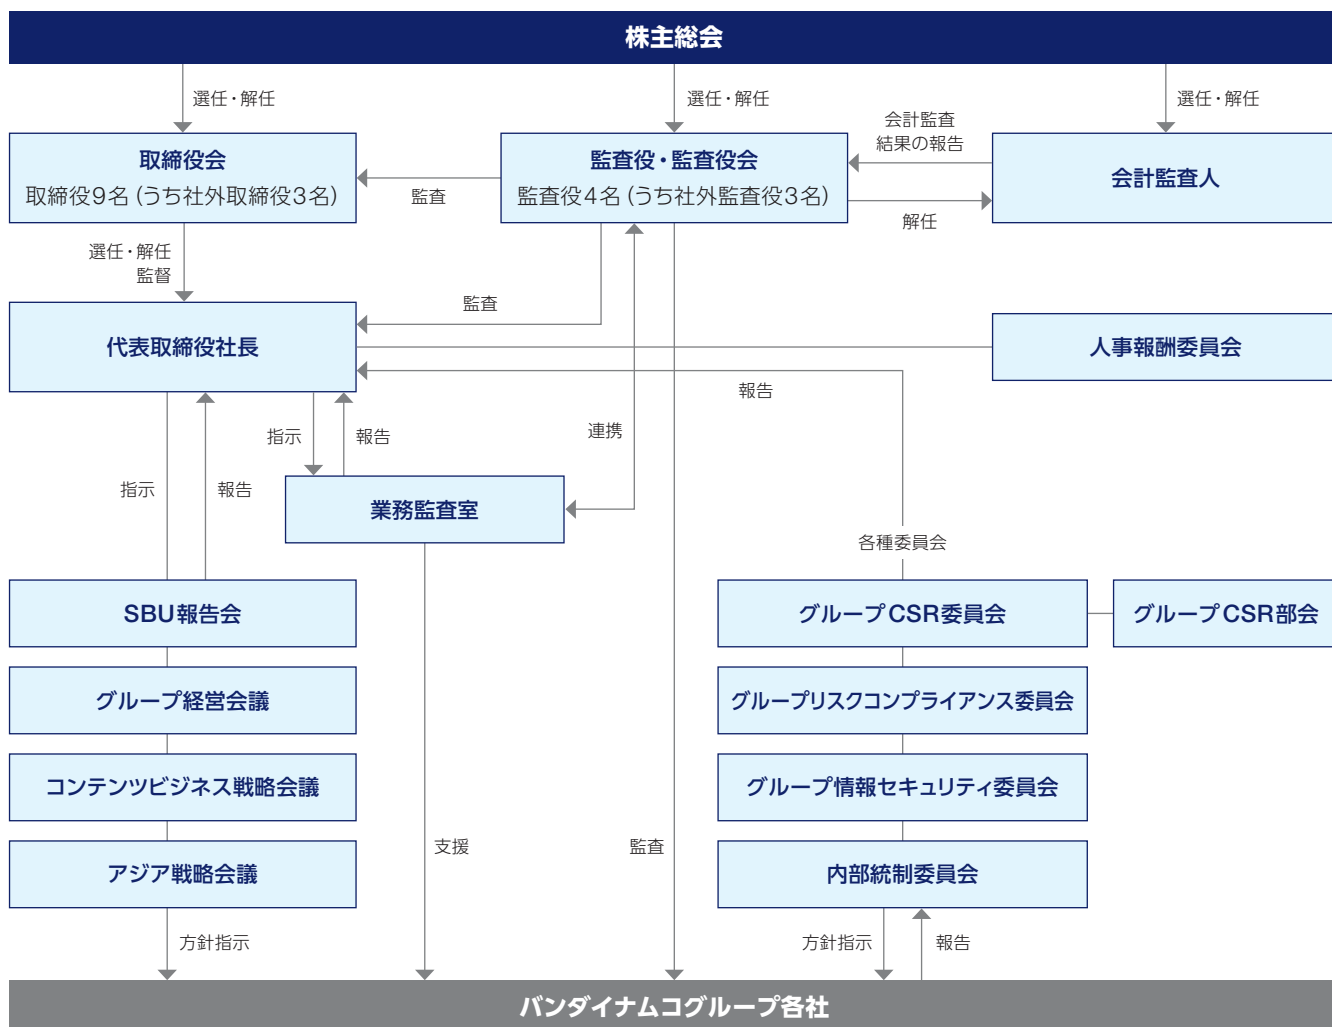 株主総会
選任・解任
選任・解任
選任・解任
取締役会
取締役9名 (うち社外取締役3名)
監査
監査役・監査役会
監査役4名 (うち社外監査役3名)
会計監査
結果の報告
解任
会計監査人
選任・解任
監督
監査
代表取締役社長
人事報酬委員会
報告
指示
報告
連携
指示
報告
業務監査室
各種委員会
SBU報告会
グループCSR委員会
グループCSR部会
グループ経営会議
グループリスクコンプライアンス委員会
コンテンツビジネス戦略会議
グループ情報セキュリティ委員会
アジア戦略会議
支援
監査
内部統制委員会
方針指示
方針指示
報告
バンダイナムコグループ各社